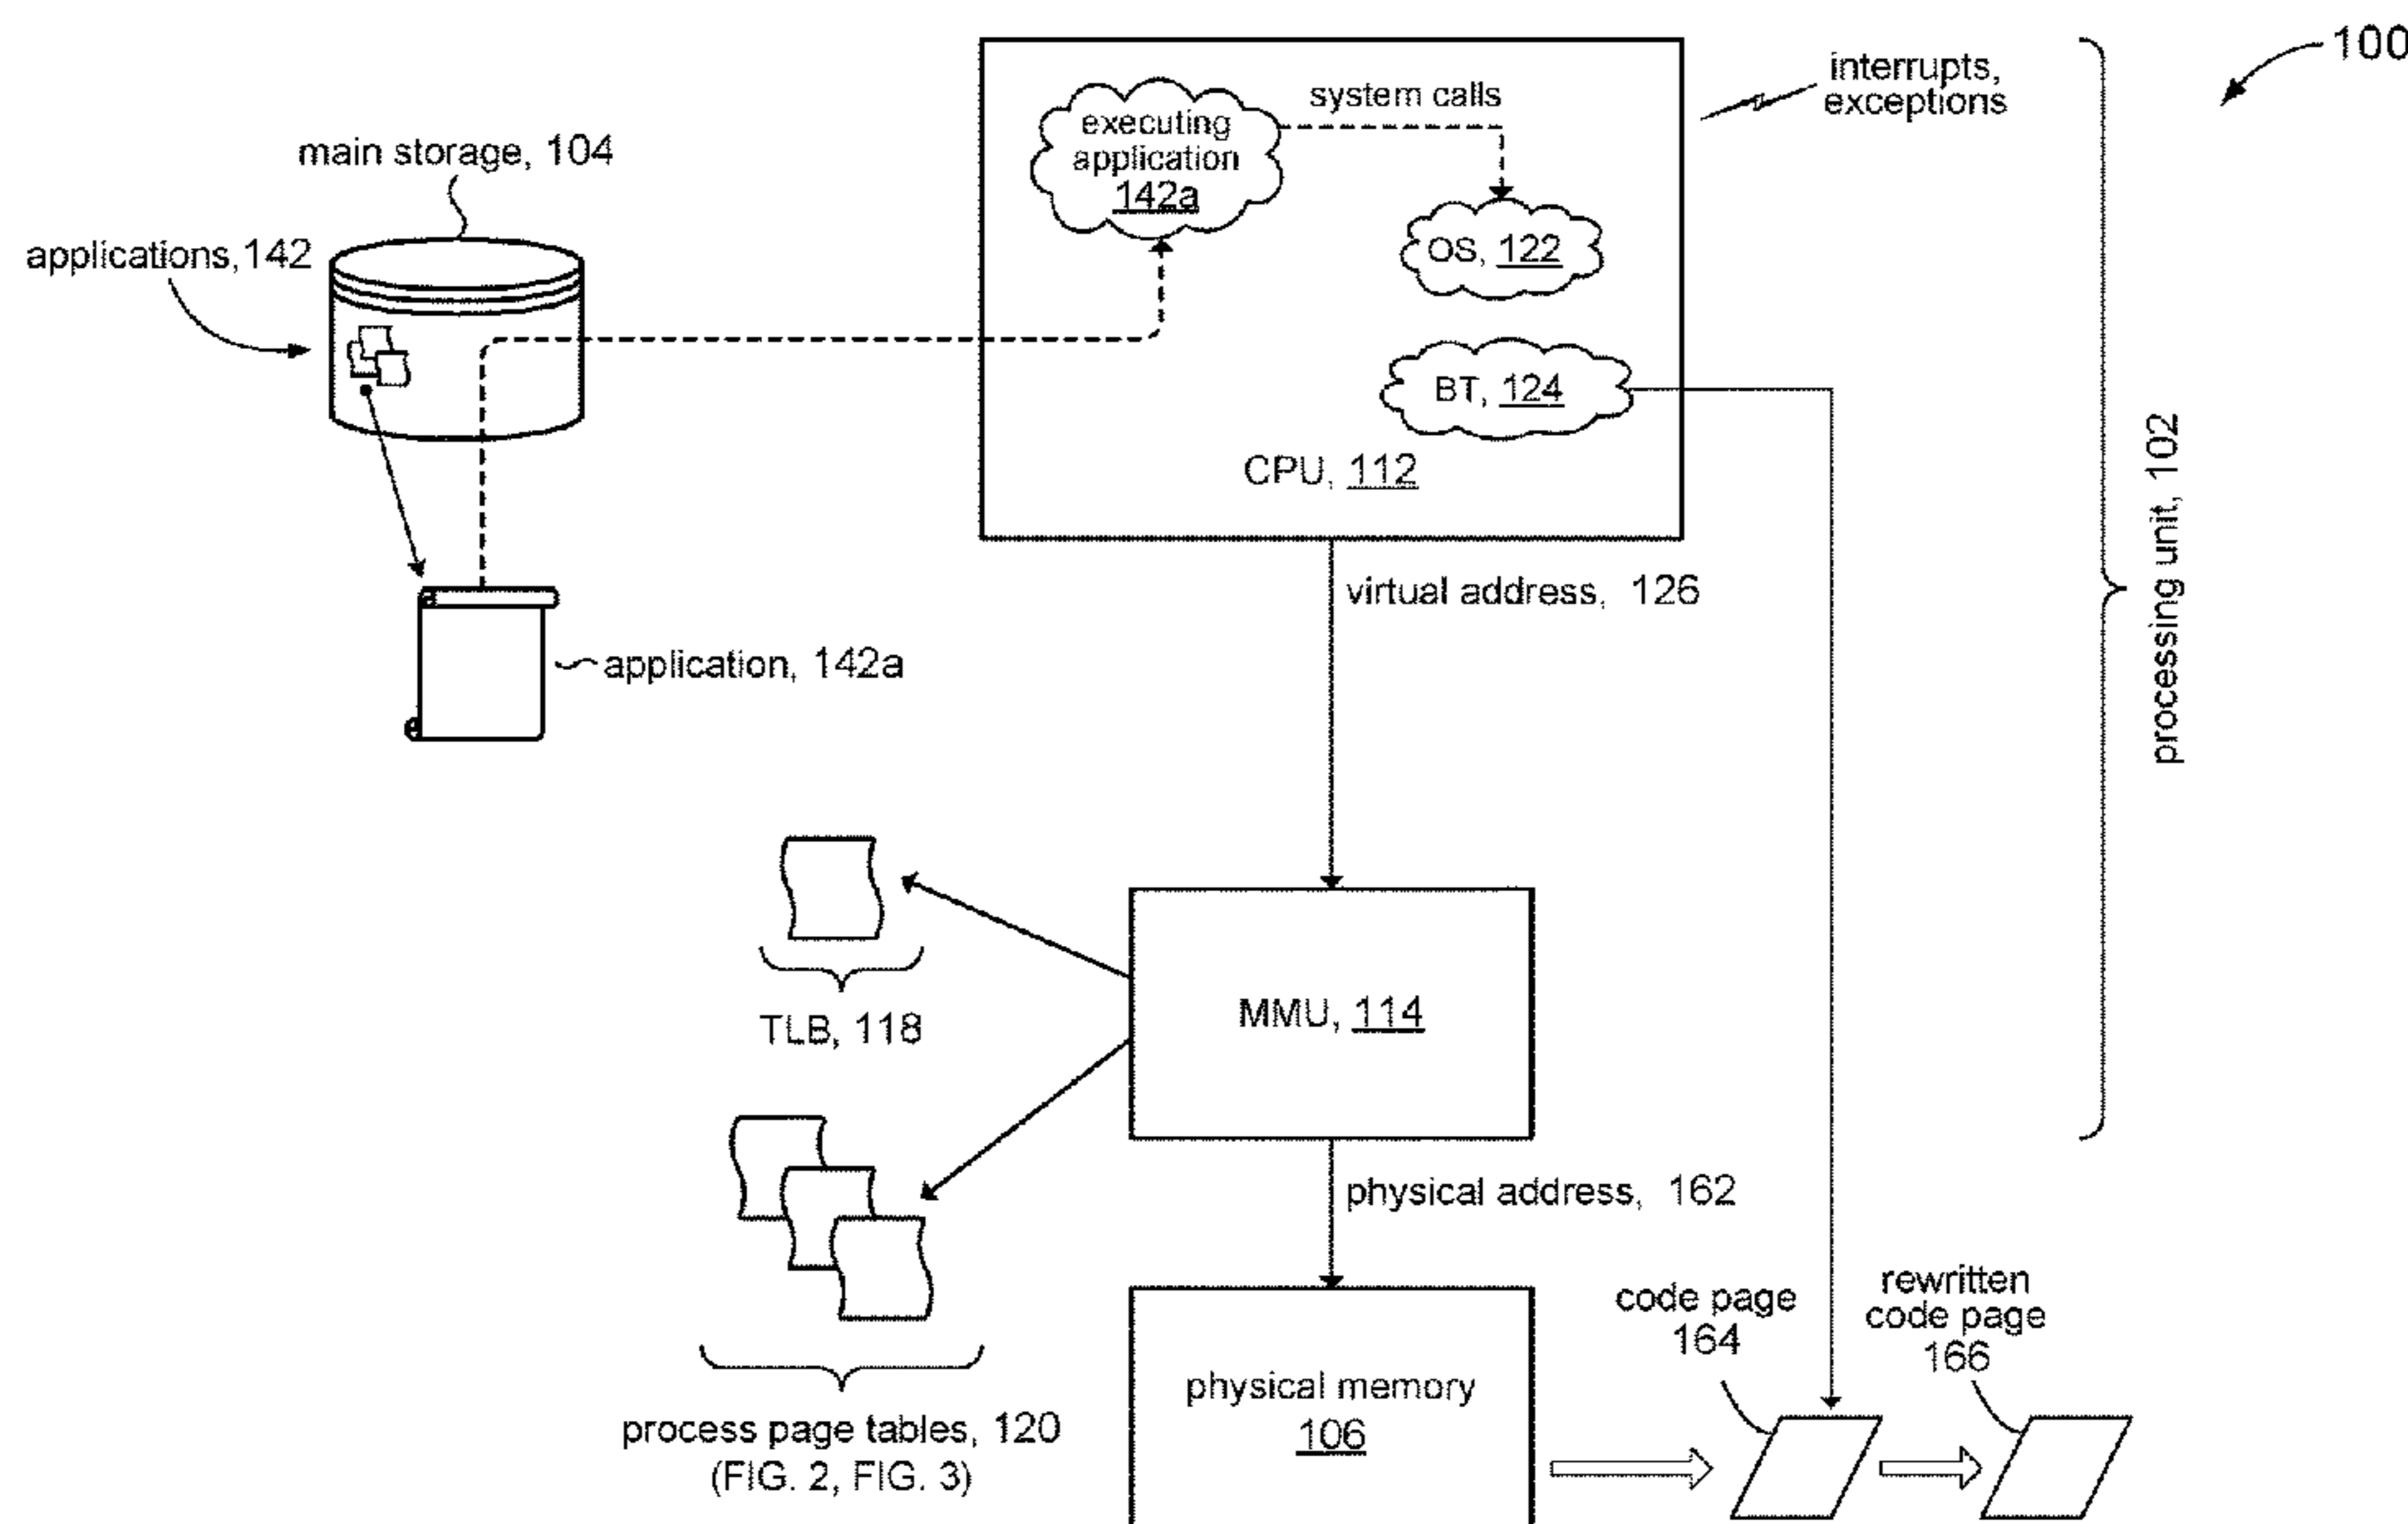 100
interrupts,
exceptions
system calls
executing
application
142a
main storage, 104
applications,142
OS, 122
BT, 124
CPU, 112
processing unit, 102
virtual address, 126
application, 142a
TLB, 118
MMU, 114
physical address, 162
code page
164
rewritten
code page
166
physical memory
106
process page tables, 120
(FIG. 2, FIG. 3)